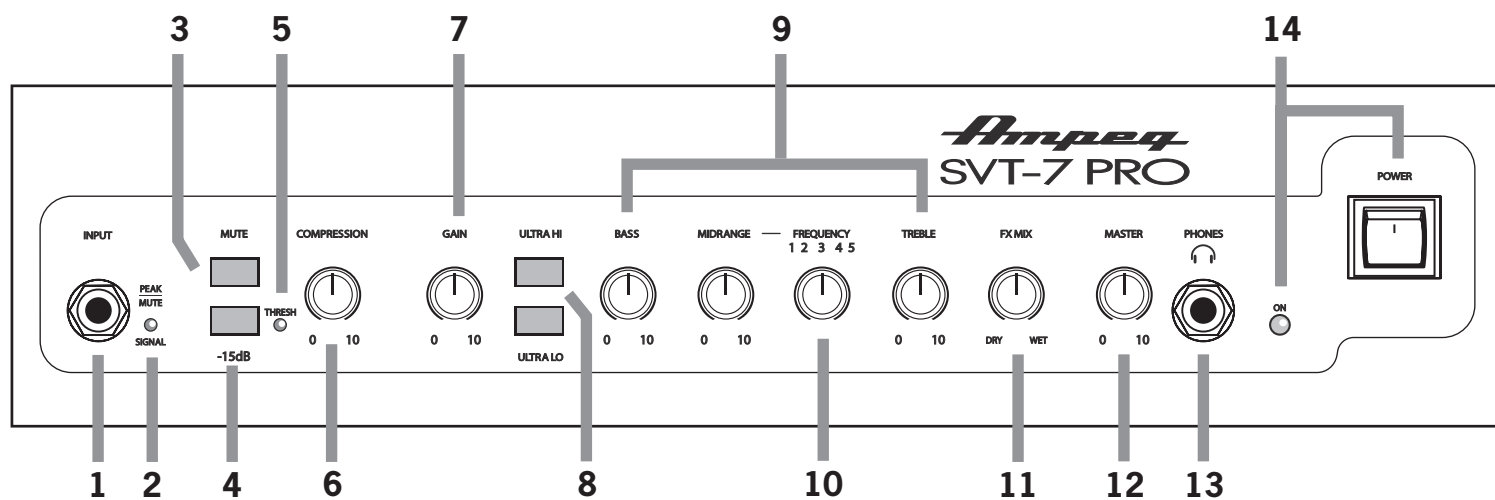 3 5 7 9 14
Ampeg
SVT-7 PRO
POWER
INPUT MUTE COMPRESSION GAIN ULTRA HI BASS MIDRANGE — FREQUENCY TREBLE FX MIX MASTER PHONES
1 2 3 4 5
PEAK
MUTE
THRESH
ON
SIGNAL
0 10 0 10 0 10 0 10 0 10 DRY WET 0 10
-15dB ULTRA LO
1 2 4 6 8 10 11 12 13